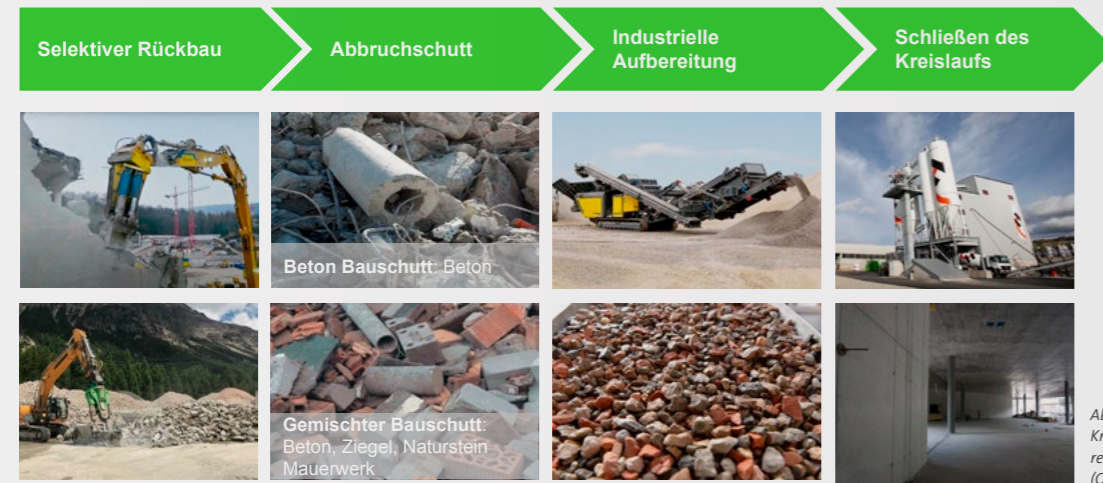 Selektiver Rückbau
Abbruchschutt
Industrielle
Aufbereitung
Schließen des
Kreislaufs
Beton Bauschutt: Beton
Gemischter Bauschutt:
Beton, Ziegel, Naturstein
Mauerwerk